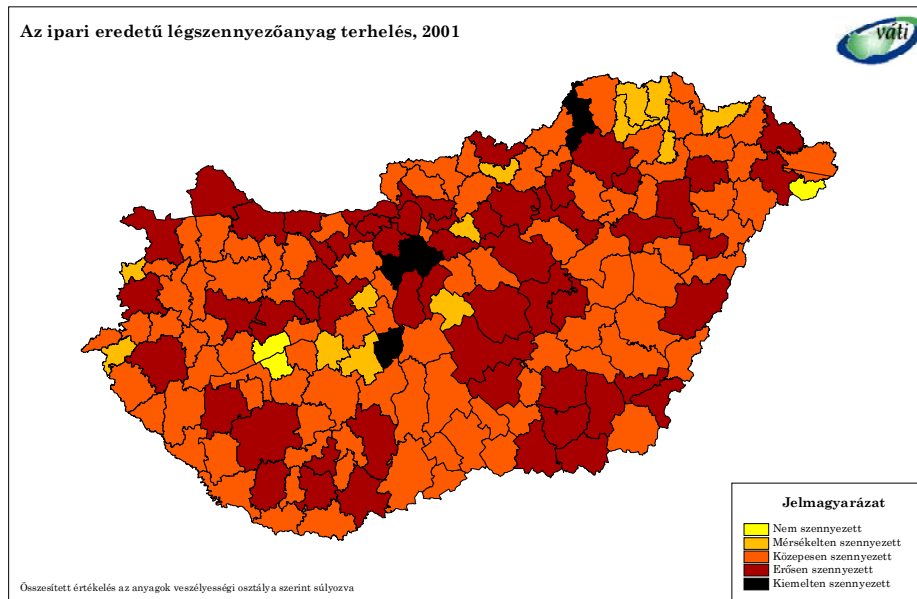 Az ipari eredetű légszennyezőanyag terhelés, 2001
váti
Jelmagyarázat
Nem szennyezett
Mérsékelten szennyezett
Közepesen szennyezett
Erősen szennyezett
Kiemelten szennyezett
Összesített értékelés az anyagok veszélyességi osztálya szerint súlyozva